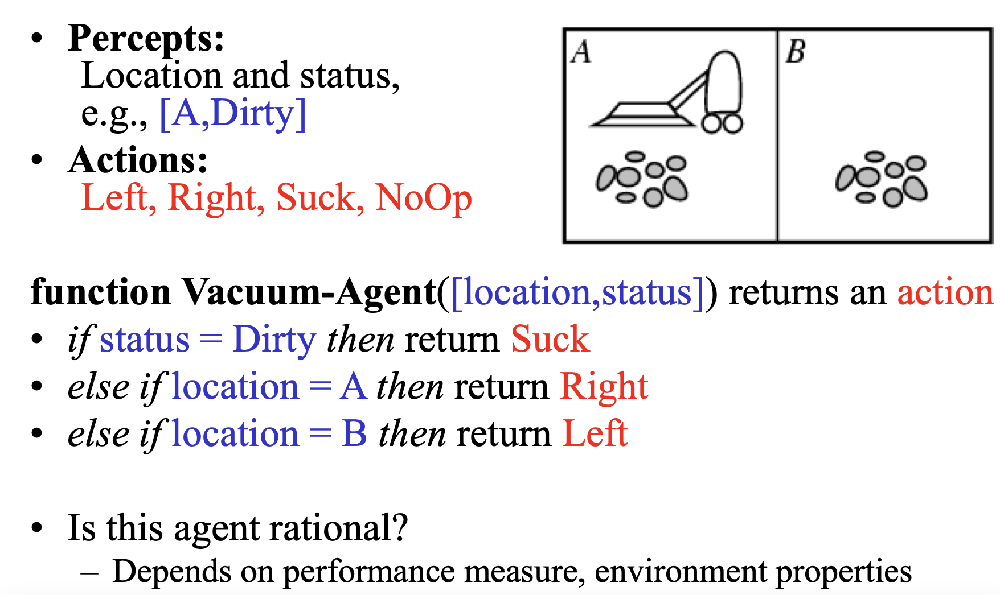 • Percepts:
Location and status,
e.g., [A,Dirty]
• Actions:
Left, Right, Suck, NoOp
A
B
function Vacuum-Agent([location,status]) returns an action
• if status = Dirty then return Suck
• else if location = A then return Right
• else if location = B then return Left
• Is this agent rational?
– Depends on performance measure, environment properties